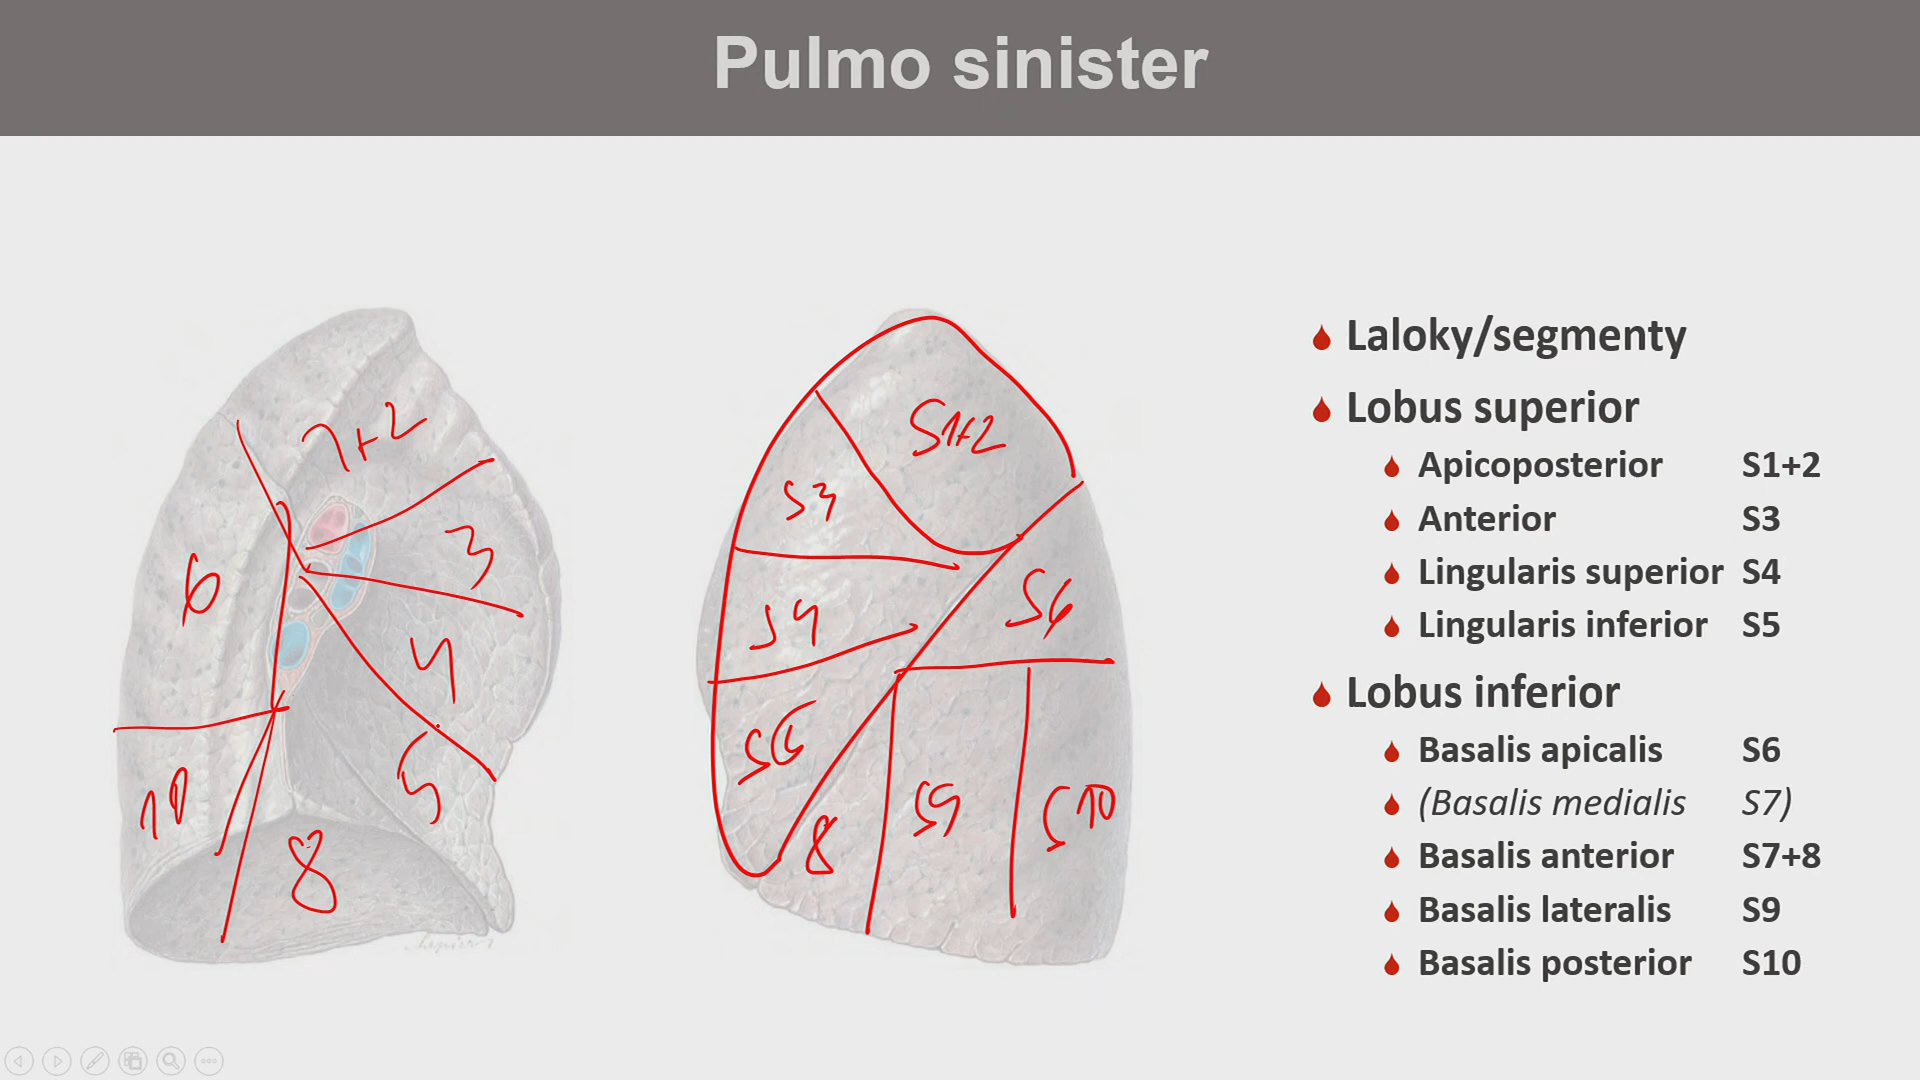 Pulmo sinister
1+2
3
6
4
5
10
8
S1+2
S3
S4
S6
S5
8
S9
S10
Laloky/segmenty
Lobus superior
Apicoposterior S1+2
Anterior S3
Lingularis superior S4
Lingularis inferior S5
Lobus inferior
Basalis apicalis S6
(Basalis medialis S7)
Basalis anterior S7+8
Basalis lateralis S9
Basalis posterior S10